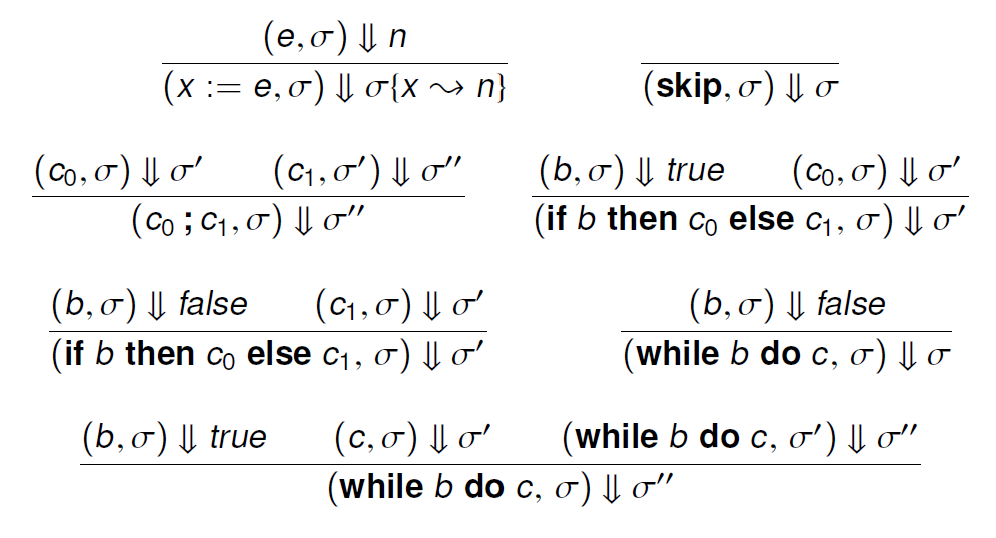 (e, σ) ⇓ n
(x := e, σ) ⇓ σ{x ⇝ n}
(skip, σ) ⇓ σ
(c₀, σ) ⇓ σ′ (c₁, σ′) ⇓ σ′′
(c₀ ; c₁, σ) ⇓ σ′′
(b, σ) ⇓ true (c₀, σ) ⇓ σ′
(if b then c₀ else c₁, σ) ⇓ σ′
(b, σ) ⇓ false (c₁, σ) ⇓ σ′
(if b then c₀ else c₁, σ) ⇓ σ′
(b, σ) ⇓ false
(while b do c, σ) ⇓ σ
(b, σ) ⇓ true (c, σ) ⇓ σ′ (while b do c, σ′) ⇓ σ′′
(while b do c, σ) ⇓ σ′′